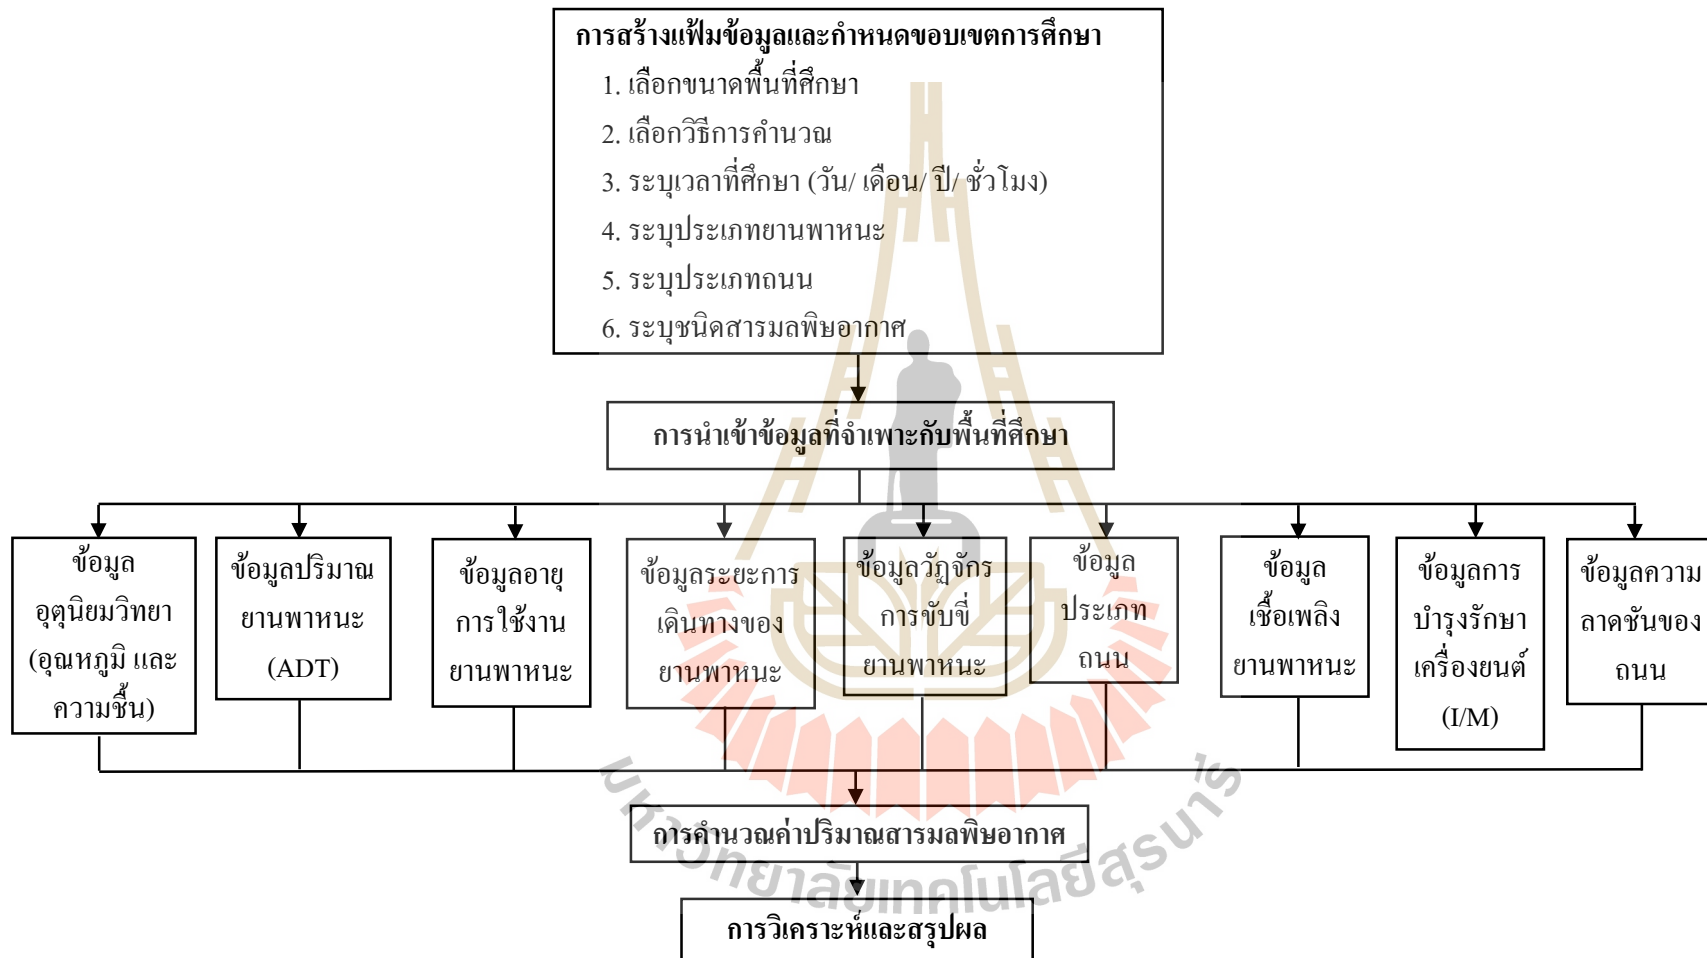 การสร้างแฟ้มข้อมูลและกำหนดขอบเขตการศึกษา
1. เลือกขนาดพื้นที่ศึกษา
2. เลือกวิธีการคำนวณ
3. ระบุเวลาที่ศึกษา (วัน/ เดือน/ ปี/ ชั่วโมง)
4. ระบุประเภทยานพาหนะ
5. ระบุประเภทถนน
6. ระบุชนิดสารมลพิษอากาศ
การนำเข้าข้อมูลที่จำเพาะกับพื้นที่ศึกษา
ข้อมูล
อุตุนิยมวิทยา
(อุณหภูมิ และ
ความชื้น)
ข้อมูลปริมาณ
ยานพาหนะ
(ADT)
ข้อมูลอายุ
การใช้งาน
ยานพาหนะ
ข้อมูลระยะการ
เดินทางของ
ยานพาหนะ
ข้อมูลวัฏจักร
การขับขี่
ยานพาหนะ
ข้อมูล
ประเภท
ถนน
ข้อมูล
เชื้อเพลิง
ยานพาหนะ
ข้อมูลการ
บำรุงรักษา
เครื่องยนต์
(I/M)
ข้อมูลความ
ลาดชันของ
ถนน
การคำนวณค่าปริมาณสารมลพิษอากาศ
มหาวิทยาลัยเทคโนโลยีสุรนารี
การวิเคราะห์และสรุปผล